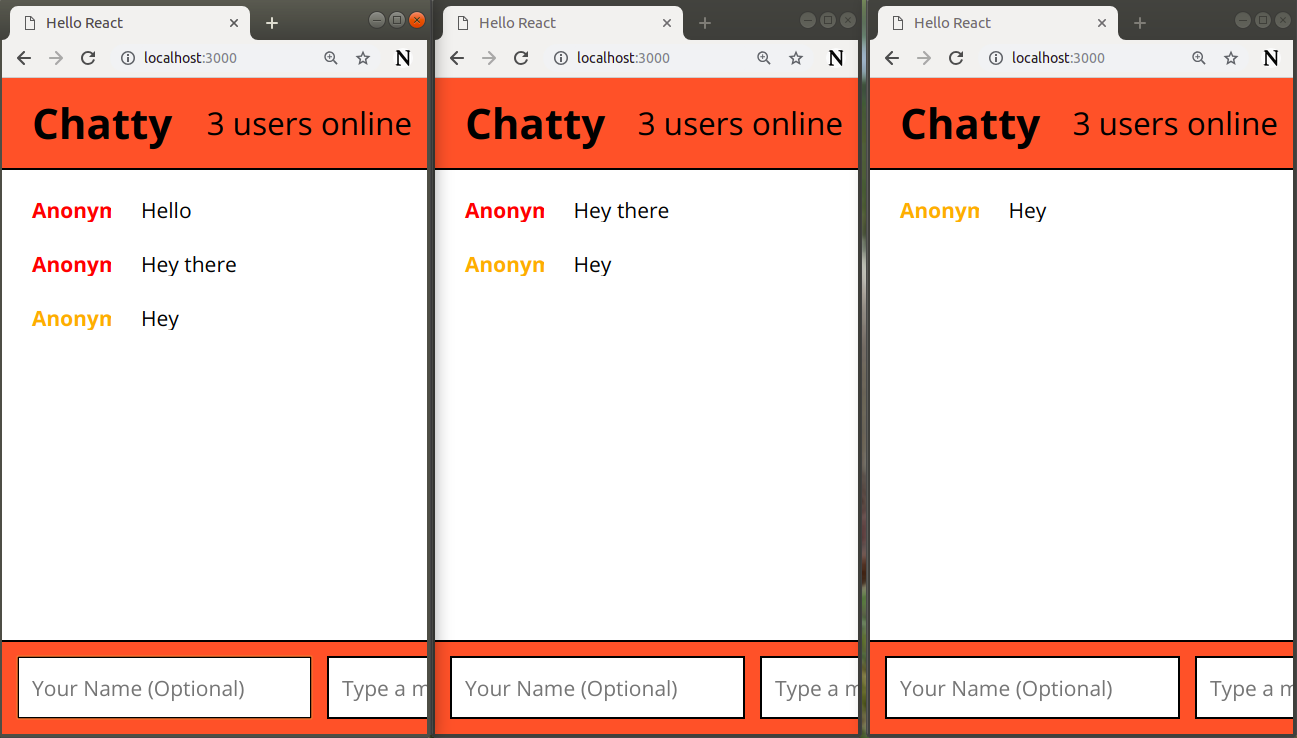 Hello React
localhost:3000
Chatty 3 users online
Anonyn Hello
Anonyn Hey there
Anonyn Hey
Your Name (Optional) Type a m
Hello React
localhost:3000
Chatty 3 users online
Anonyn Hey there
Anonyn Hey
Your Name (Optional) Type a m
Hello React
localhost:3000
Chatty 3 users online
Anonyn Hey
Your Name (Optional) Type a m